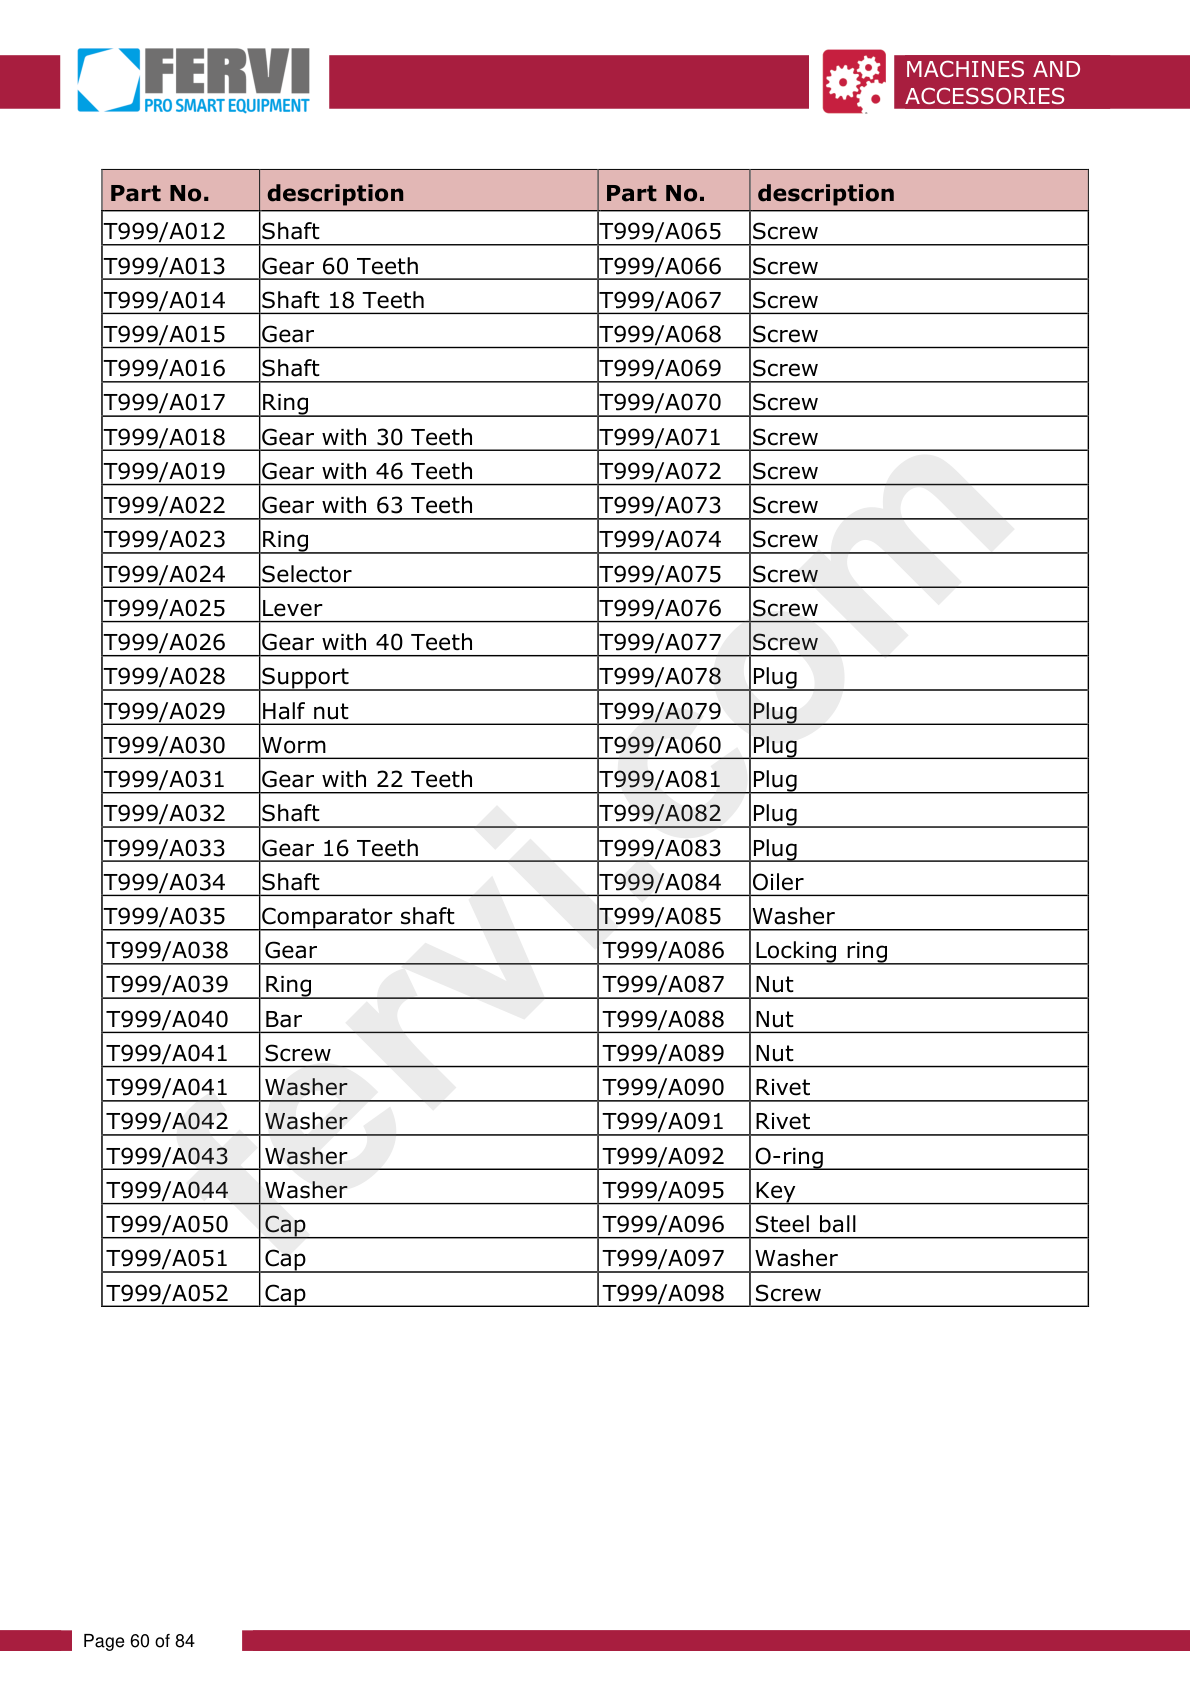 FERVI
PRO SMART EQUIPMENT
MACHINES AND
ACCESSORIES
Part No. description Part No. description
T999/A012 Shaft T999/A065 Screw
T999/A013 Gear 60 Teeth T999/A066 Screw
T999/A014 Shaft 18 Teeth T999/A067 Screw
T999/A015 Gear T999/A068 Screw
T999/A016 Shaft T999/A069 Screw
T999/A017 Ring T999/A070 Screw
T999/A018 Gear with 30 Teeth T999/A071 Screw
T999/A019 Gear with 46 Teeth T999/A072 Screw
T999/A022 Gear with 63 Teeth T999/A073 Screw
T999/A023 Ring T999/A074 Screw
T999/A024 Selector T999/A075 Screw
T999/A025 Lever T999/A076 Screw
T999/A026 Gear with 40 Teeth T999/A077 Screw
T999/A028 Support T999/A078 Plug
T999/A029 Half nut T999/A079 Plug
T999/A030 Worm T999/A060 Plug
T999/A031 Gear with 22 Teeth T999/A081 Plug
T999/A032 Shaft T999/A082 Plug
T999/A033 Gear 16 Teeth T999/A083 Plug
T999/A034 Shaft T999/A084 Oiler
T999/A035 Comparator shaft T999/A085 Washer
T999/A038 Gear T999/A086 Locking ring
T999/A039 Ring T999/A087 Nut
T999/A040 Bar T999/A088 Nut
T999/A041 Screw T999/A089 Nut
T999/A041 Washer T999/A090 Rivet
T999/A042 Washer T999/A091 Rivet
T999/A043 Washer T999/A092 O-ring
T999/A044 Washer T999/A095 Key
T999/A050 Cap T999/A096 Steel ball
T999/A051 Cap T999/A097 Washer
T999/A052 Cap T999/A098 Screw
fervi.com
Page 60 of 84